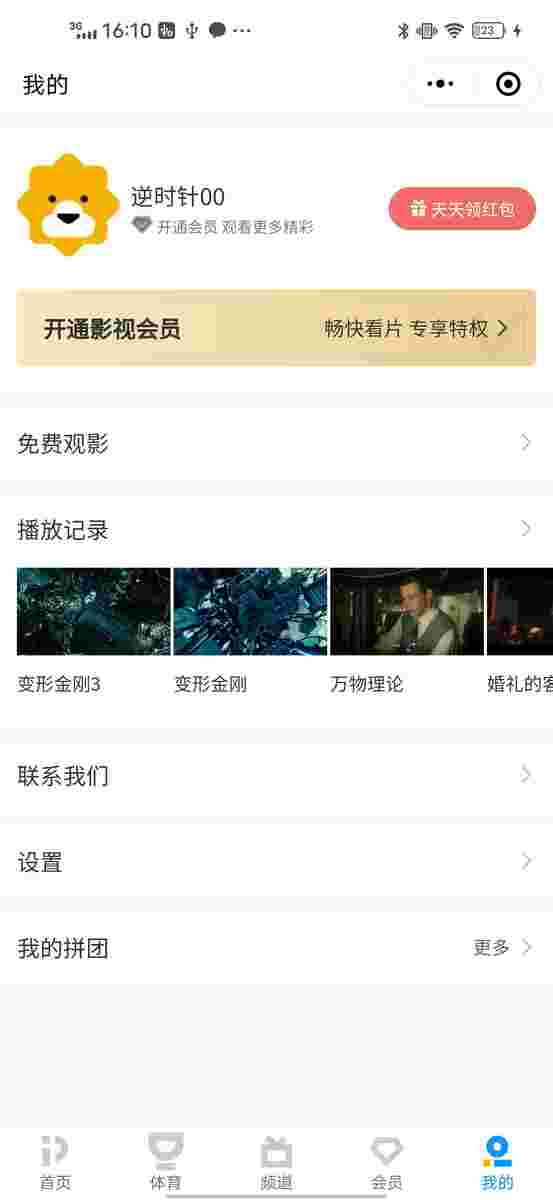 3G 16:10 23
我的
逆时针00
开通会员 观看更多精彩
天天领红包
开通影视会员 畅快看片 专享特权
免费观影
播放记录
变形金刚3 变形金刚 万物理论 婚礼的客
联系我们
设置
我的拼团 更多
首页 体育 频道 会员 我的